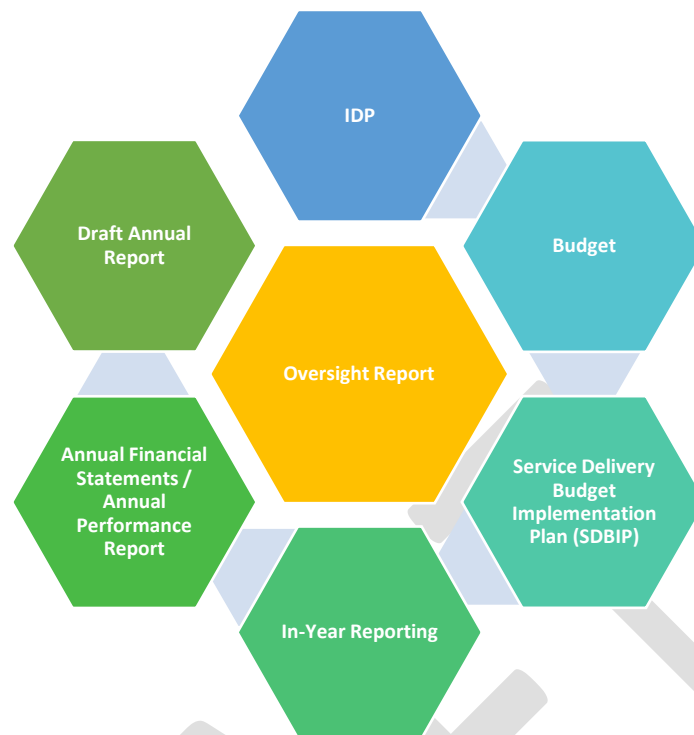 IDP
Budget
Service Delivery
Budget
Implementation
Plan (SDBIP)
In-Year Reporting
Annual Financial
Statements /
Annual
Performance
Report
Draft Annual
Report
Oversight Report